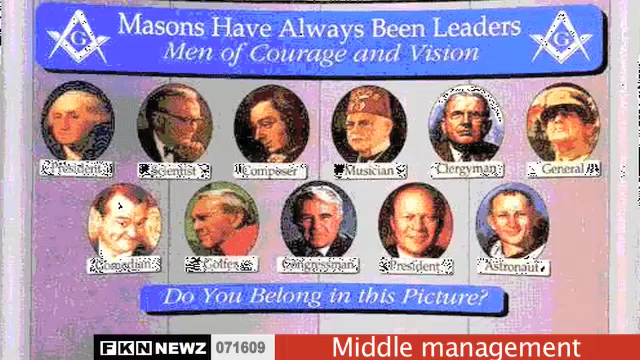 G
Masons Have Always Been Leaders
G
Men of Courage and Vision
President
Scientist
Composer
Musician
Clergyman
General
Comedian
Golfer
Congressman
President
Astronaut
Do You Belong in this Picture?
FKN NEWZ 071609 Middle management